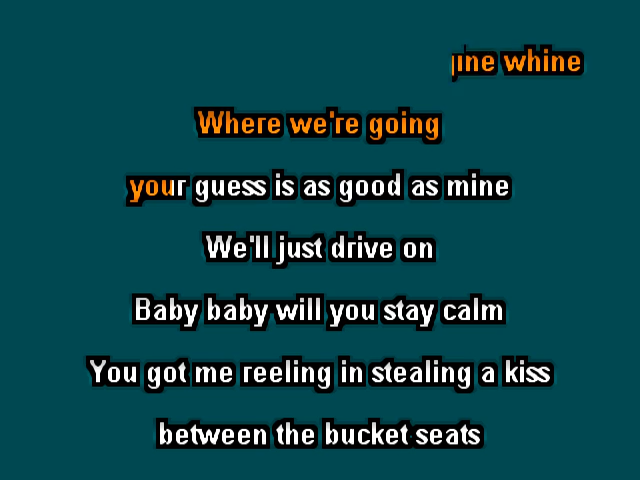 whine
Where we're going
your guess is as good as mine
We'll just drive on
Baby baby will you stay calm
You got me reeling in stealing a kiss
between the bucket seats